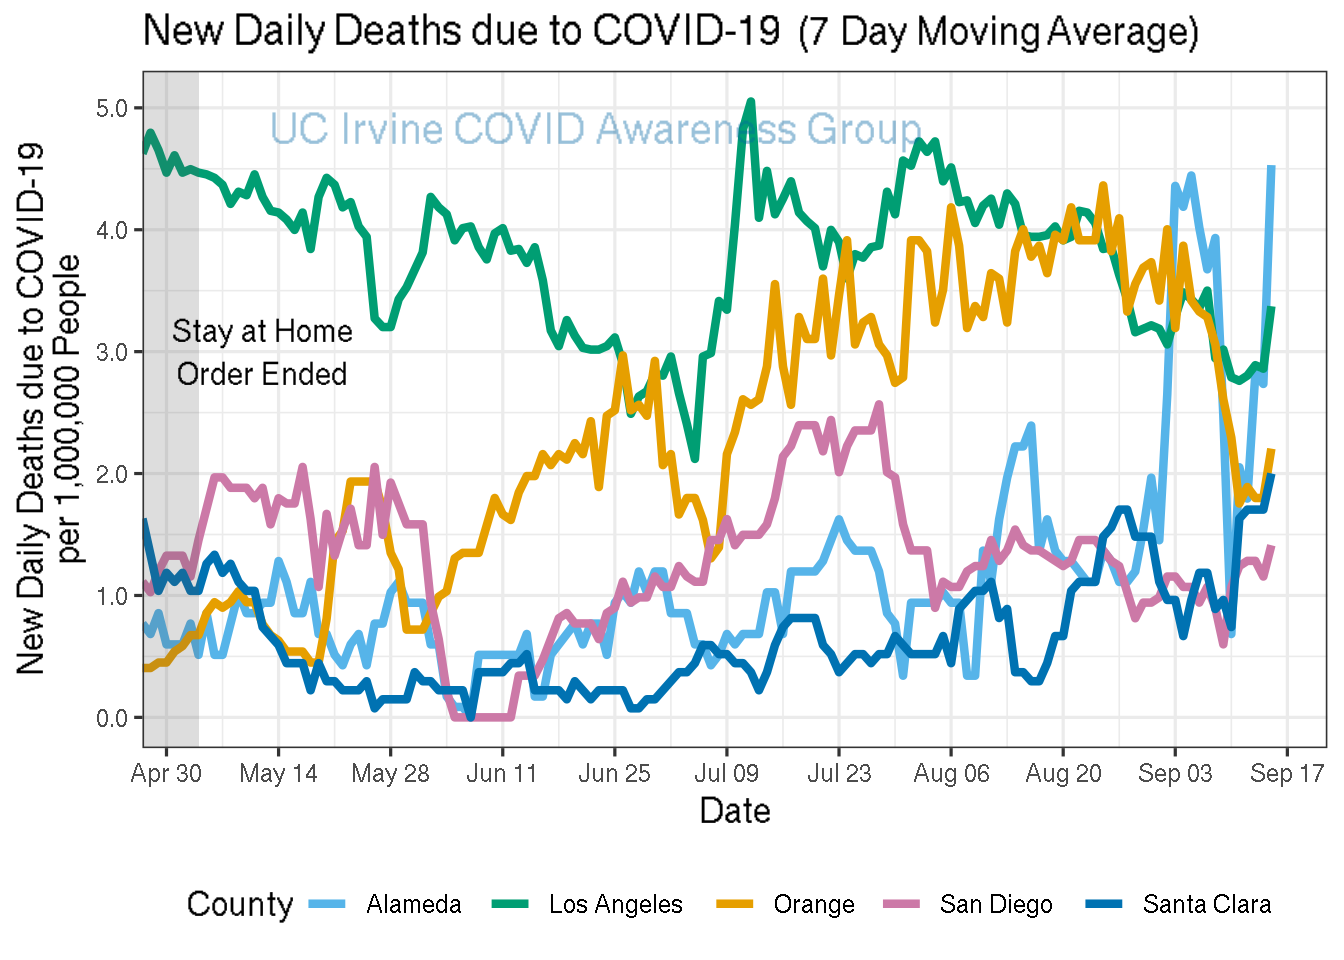 New Daily Deaths due to COVID-19 (7 Day Moving Average)
New Daily Deaths due to COVID-19
per 1,000,000 People
5.0
4.0
3.0
2.0
1.0
0.0
UC Irvine COVID Awareness Group
Stay at Home
Order Ended
Apr 30 May 14 May 28 Jun 11 Jun 25 Jul 09 Jul 23 Aug 06 Aug 20 Sep 03 Sep 17
Date
County Alameda Los Angeles Orange San Diego Santa Clara